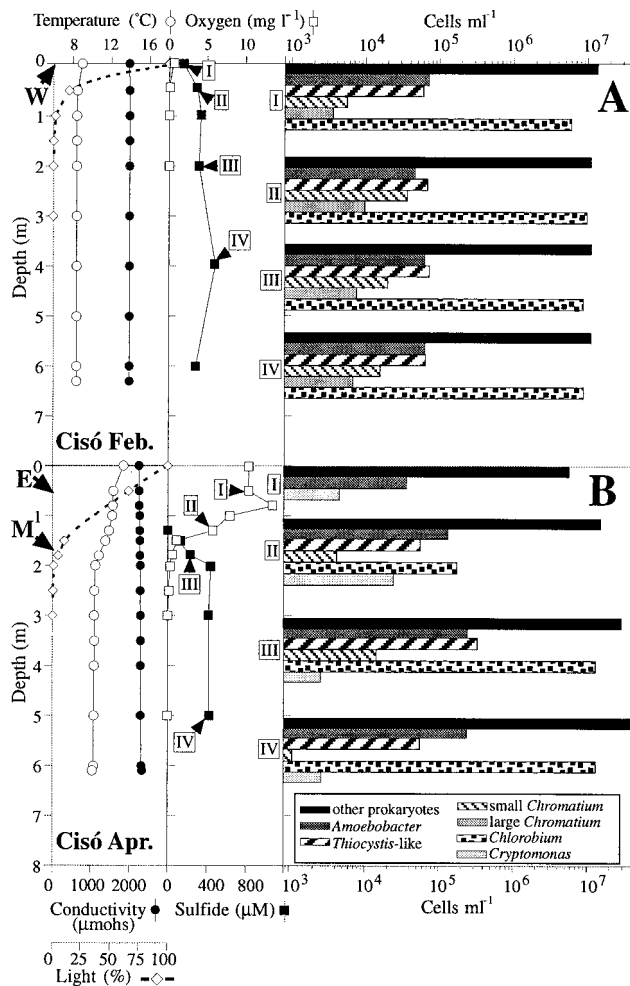 Temperature (°C) Oxygen (mg l-1) Cells ml-1
8 12 16 0 5 10 10³ 10⁴ 10⁵ 10⁶ 10⁷
0
W
I
II
III
IV
1
2
3
4
5
6
7
Depth (m)
Cisó Feb.
I
II
III
IV
A
0
E
M¹
I
II
III
IV
1
2
3
4
5
6
7
8
Depth (m)
Cisó Apr.
I
II
III
IV
B
other prokaryotes
Amoebobacter
Thiocystis-like
small Chromatium
large Chromatium
Chlorobium
Cryptomonas
0 1000 2000 0 400 800 10³ 10⁴ 10⁵ 10⁶ 10⁷
Conductivity (µmohs)
Sulfide (µM)
Cells ml-1
0 25 50 75 100
Light (%)